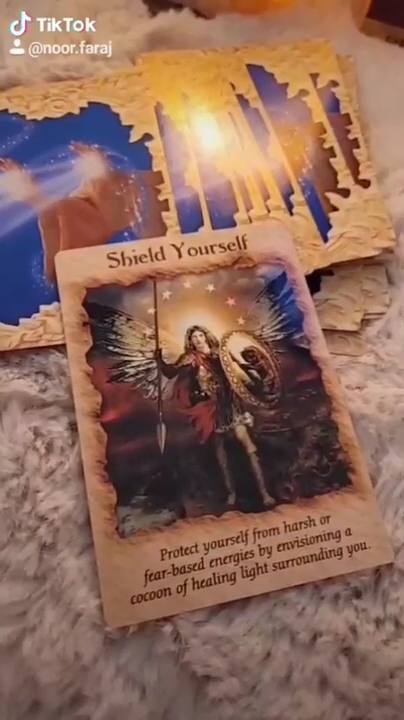 TikTok
@noor.faraj
Shield Yourself
Protect yourself from harsh or
fear-based energies by envisioning a
cocoon of healing light surrounding you.